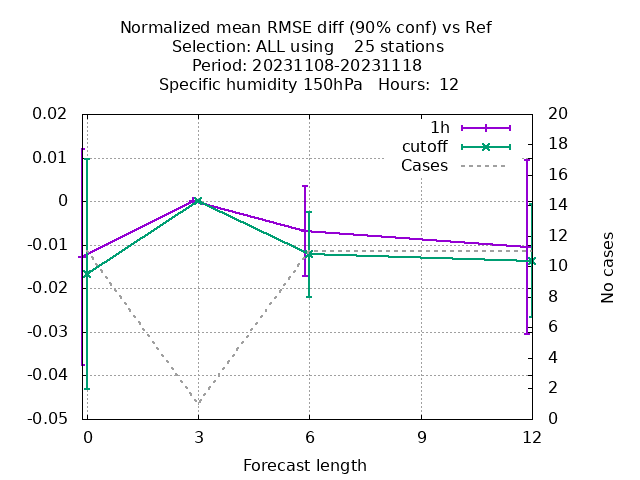 Normalized mean RMSE diff (90% conf) vs Ref
Selection: ALL using    25 stations
Period: 20231108-20231118
Specific humidity 150hPa   Hours:  12
1h
cutoff
Cases
0.02
0.01
0
-0.01
-0.02
-0.03
-0.04
-0.05
20
18
16
14
12
10
8
6
4
2
0
No cases
0 3 6 9 12
Forecast length